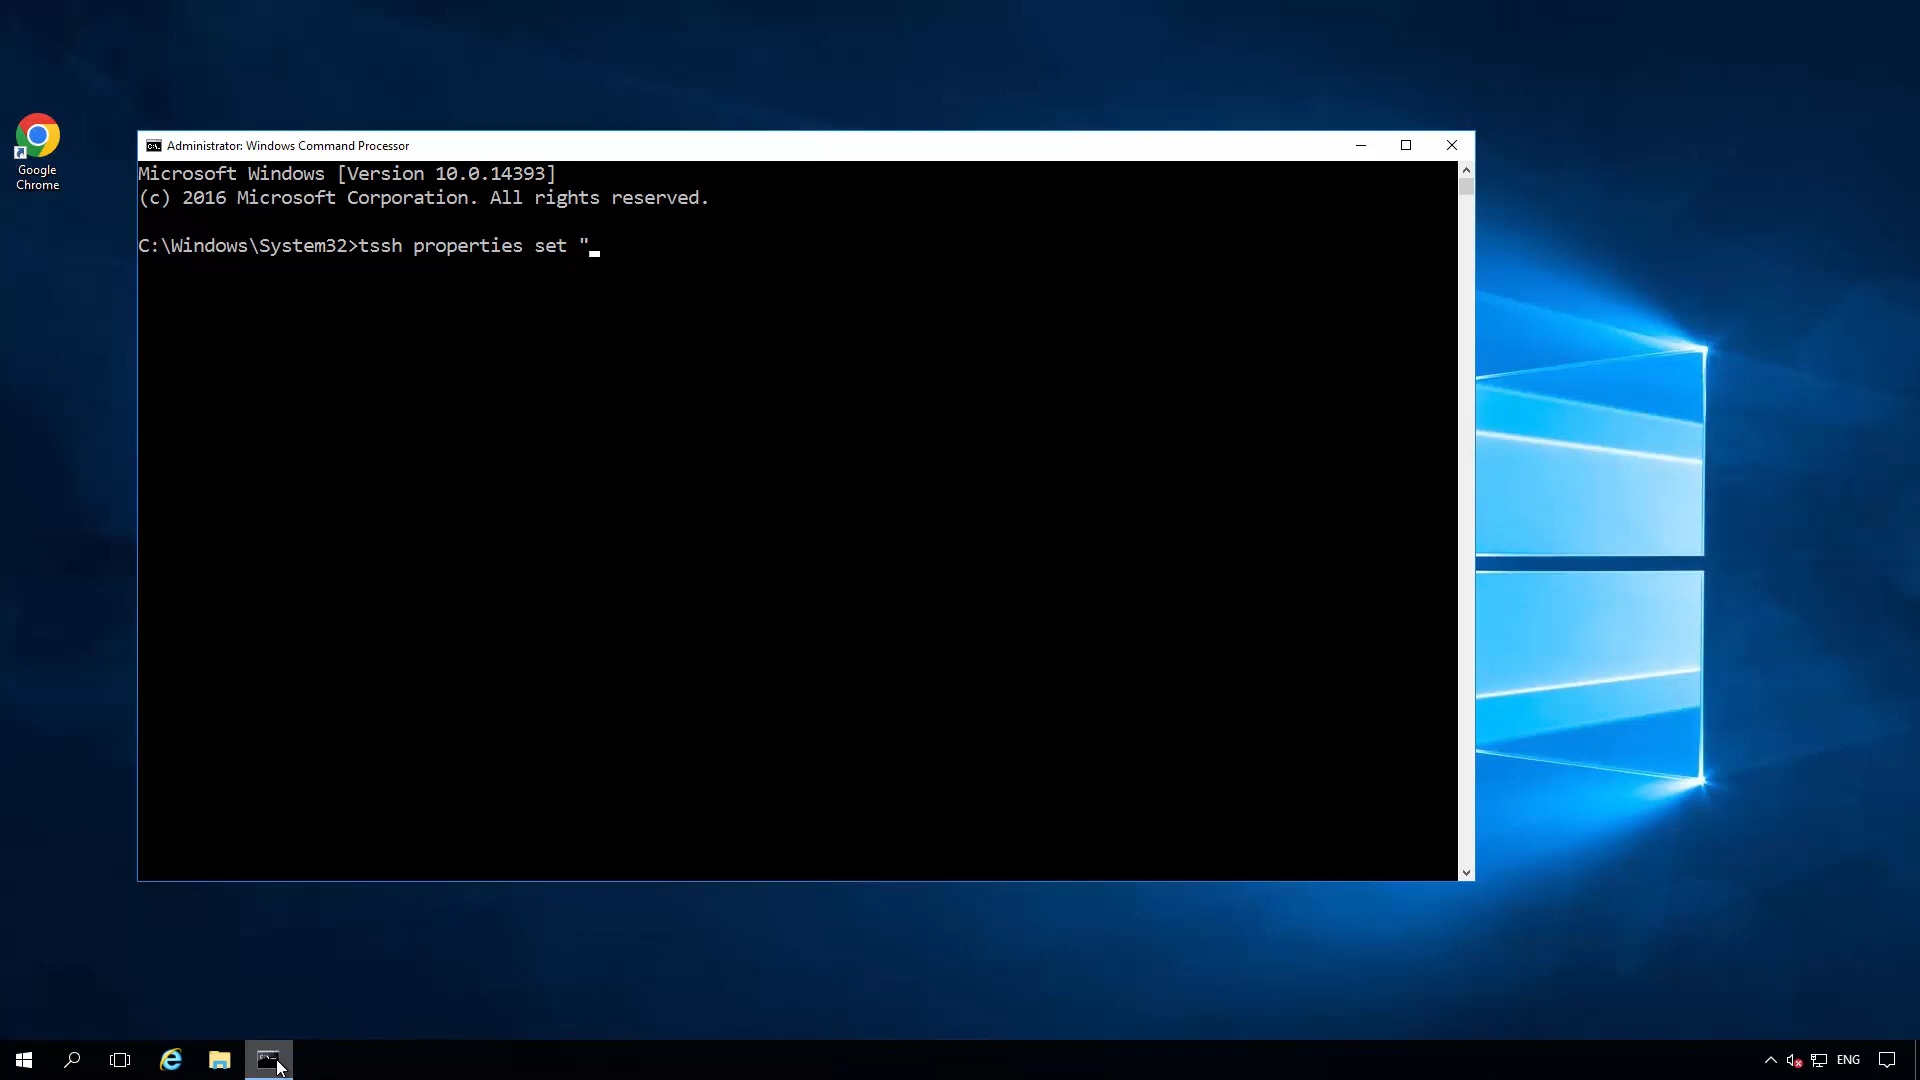 Google
Chrome
Administrator: Windows Command Processor
Microsoft Windows [Version 10.0.14393]
(c) 2016 Microsoft Corporation. All rights reserved.
C:\Windows\System32>tssh properties set "
ENG